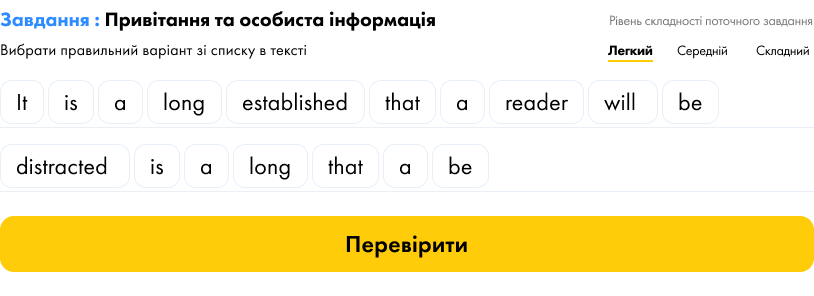 Завдання : Привітання та особиста інформація
Рівень складності поточного завдання
Вибрати правильний варіант зі списку в тексті
Легкий Середній Складний
It is a long established that a reader will be
distracted is a long that a be
Перевірити